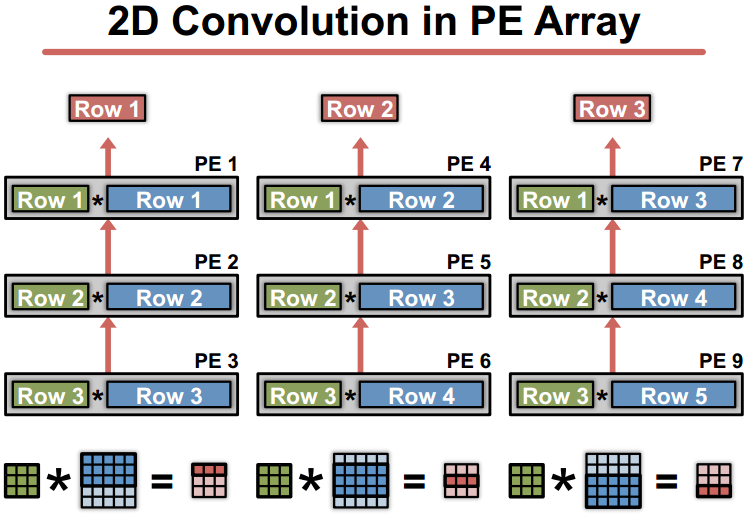 2D Convolution in PE Array
Row 1 Row 2 Row 3
PE 1 PE 4 PE 7
Row 1 * Row 1 Row 1 * Row 2 Row 1 * Row 3
PE 2 PE 5 PE 8
Row 2 * Row 2 Row 2 * Row 3 Row 2 * Row 4
PE 3 PE 6 PE 9
Row 3 * Row 3 Row 3 * Row 4 Row 3 * Row 5
* = * = * =